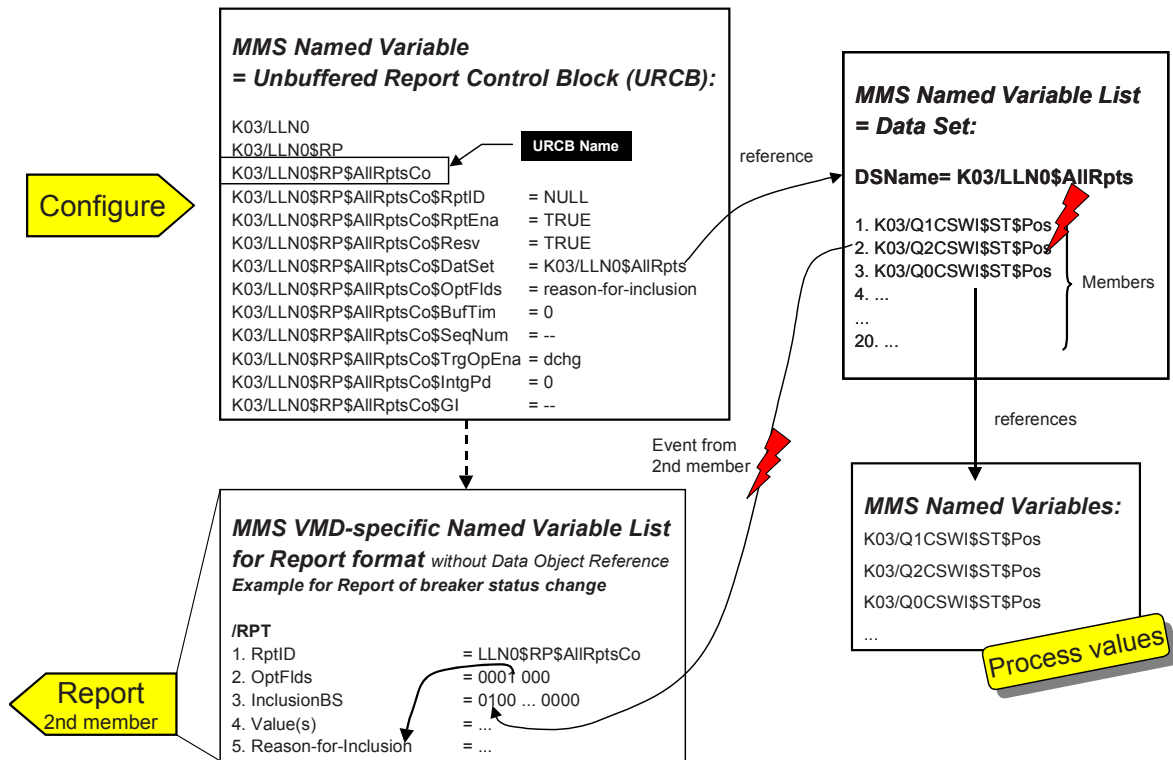 MMS Named Variable
= Unbuffered Report Control Block (URCB):
K03/LLN0
K03/LLN0$RP
K03/LLN0$RP$AllRptsCo
URCB Name
K03/LLN0$RP$AllRptsCo$RptID = NULL
K03/LLN0$RP$AllRptsCo$RptEna = TRUE
K03/LLN0$RP$AllRptsCo$Resv = TRUE
K03/LLN0$RP$AllRptsCo$DatSet = K03/LLN0$AllRpts
K03/LLN0$RP$AllRptsCo$OptFlds = reason-for-inclusion
K03/LLN0$RP$AllRptsCo$BufTim = 0
K03/LLN0$RP$AllRptsCo$SeqNum = --
K03/LLN0$RP$AllRptsCo$TrgOpEna = dchg
K03/LLN0$RP$AllRptsCo$IntgPd = 0
K03/LLN0$RP$AllRptsCo$GI = --
Configure
reference
MMS Named Variable List
= Data Set:
DSName= K03/LLN0$AllRpts
1. K03/Q1CSWI$ST$Pos
2. K03/Q2CSWI$ST$Pos
3. K03/Q0CSWI$ST$Pos
4. ...
...
20. ...
Members
references
Event from
2nd member
MMS Named Variables:
K03/Q1CSWI$ST$Pos
K03/Q2CSWI$ST$Pos
K03/Q0CSWI$ST$Pos
...
Process values
MMS VMD-specific Named Variable List
for Report format without Data Object Reference
Example for Report of breaker status change
/RPT
1. RptID = LLN0$RP$AllRptsCo
2. OptFlds = 0001 000
3. InclusionBS = 0100 ... 0000
4. Value(s) = ...
5. Reason-for-Inclusion = ...
Report
2nd member